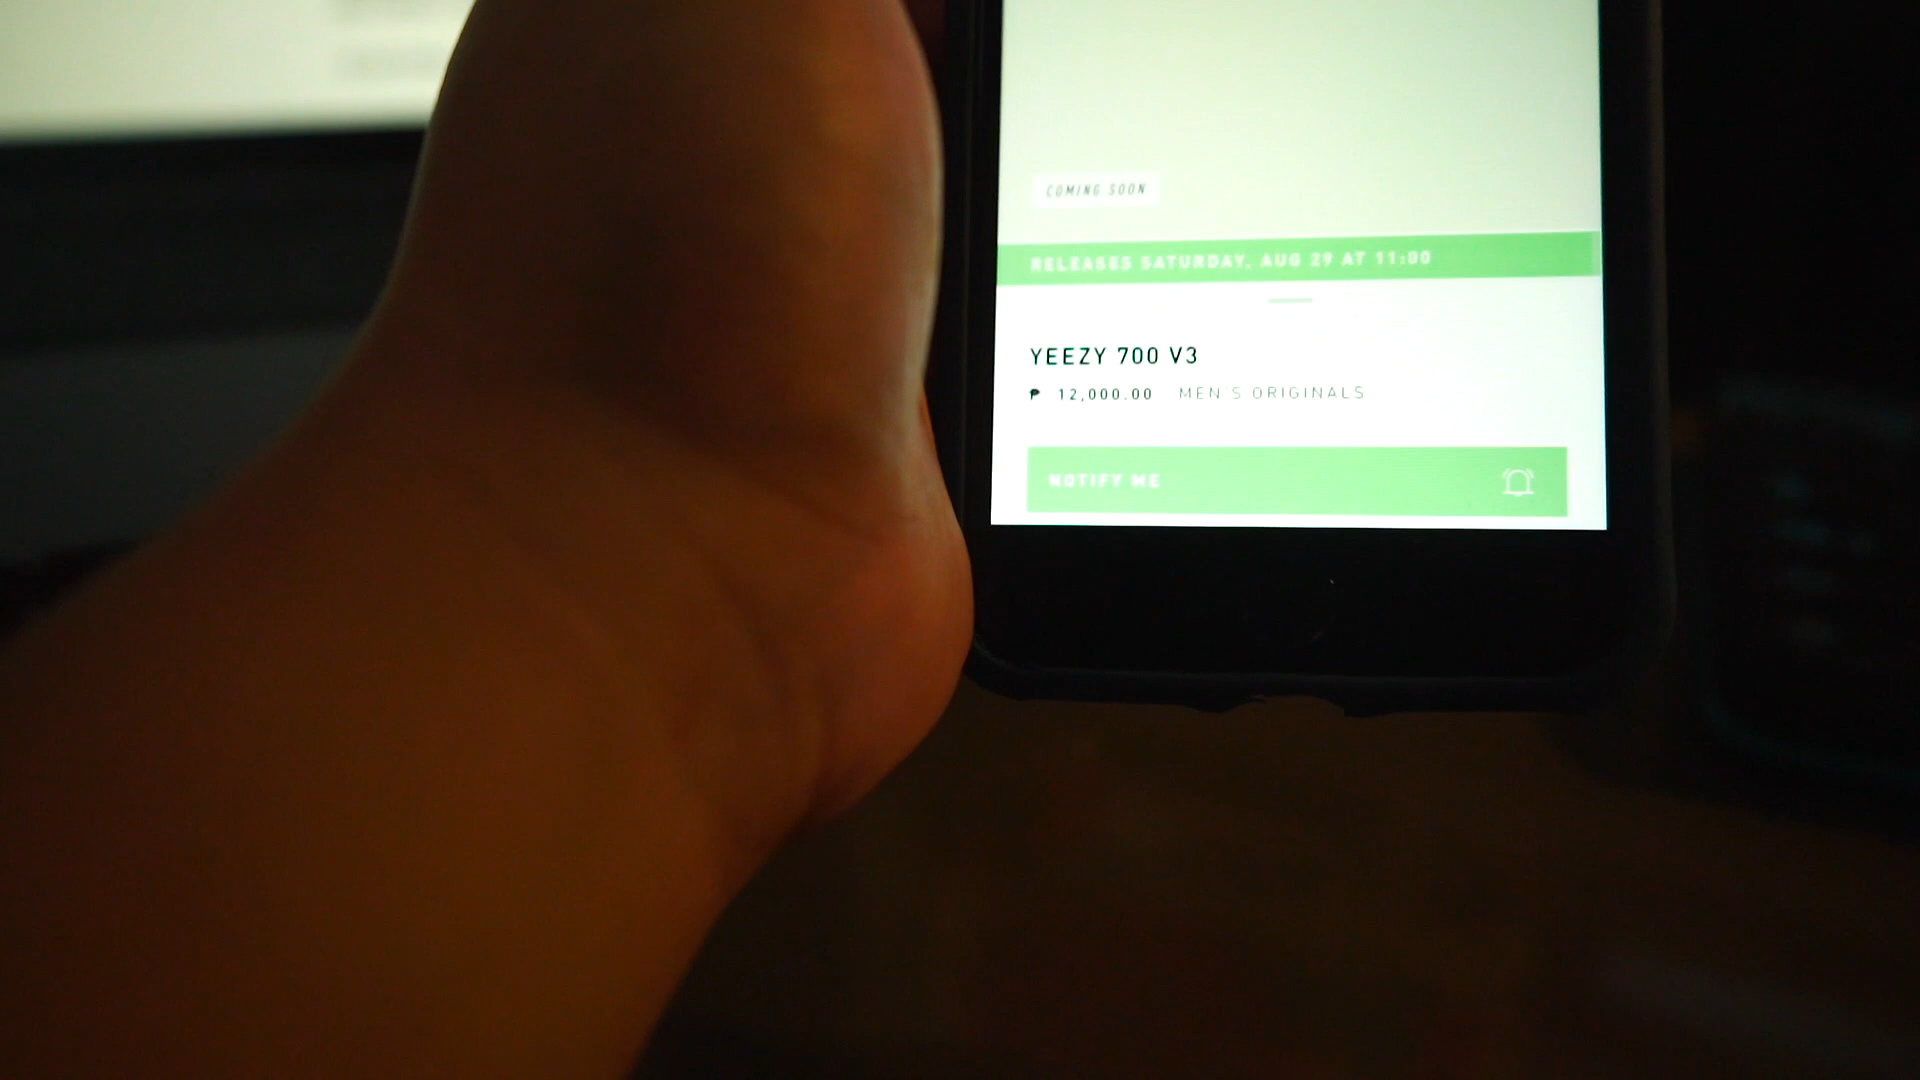 COMING SOON
RELEASES SATURDAY, AUG 29 AT 11:00
YEEZY 700 V3
₱ 12,000.00 MEN'S ORIGINALS
NOTIFY ME